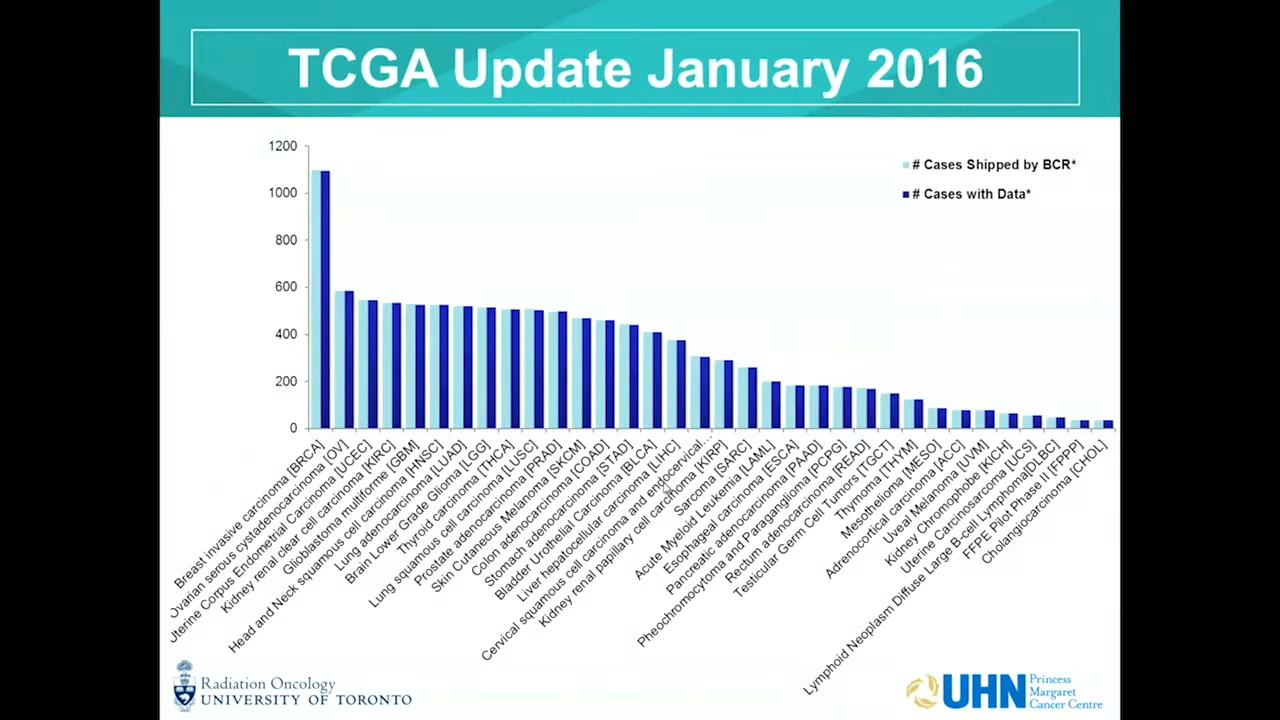 TCGA Update January 2016
1200
1000
800
600
400
200
0
# Cases Shipped by BCR*
# Cases with Data*
Breast invasive carcinoma [BRCA]
Ovarian serous cystadenocarcinoma [OV]
Uterine Corpus Endometrial Carcinoma [UCEC]
Kidney renal clear cell carcinoma [KIRC]
Glioblastoma multiforme [GBM]
Head and Neck squamous cell carcinoma [HNSC]
Lung adenocarcinoma [LUAD]
Brain Lower Grade Glioma [LGG]
Thyroid carcinoma [THCA]
Lung squamous cell carcinoma [LUSC]
Prostate adenocarcinoma [PRAD]
Skin Cutaneous Melanoma [SKCM]
Colon adenocarcinoma [COAD]
Stomach adenocarcinoma [STAD]
Bladder Urothelial Carcinoma [BLCA]
Liver hepatocellular carcinoma [LIHC]
Cervical squamous cell carcinoma and endocervical...
Kidney renal papillary cell carcinoma [KIRP]
Sarcoma [SARC]
Acute Myeloid Leukemia [LAML]
Esophageal carcinoma [ESCA]
Pancreatic adenocarcinoma [PAAD]
Pheochromocytoma and Paraganglioma [PCPG]
Rectum adenocarcinoma [READ]
Testicular Germ Cell Tumors [TGCT]
Thymoma [THYM]
Mesothelioma [MESO]
Adrenocortical carcinoma [ACC]
Uveal Melanoma [UVM]
Kidney Chromophobe [KICH]
Uterine Carcinosarcoma [UCS]
Lymphoid Neoplasm Diffuse Large B-cell Lymphoma[DLBC]
FFPE Pilot Phase II [FPPP]
Cholangiocarcinoma [CHOL]
Radiation Oncology
UNIVERSITY OF TORONTO
UHN
Princess
Margaret
Cancer Centre